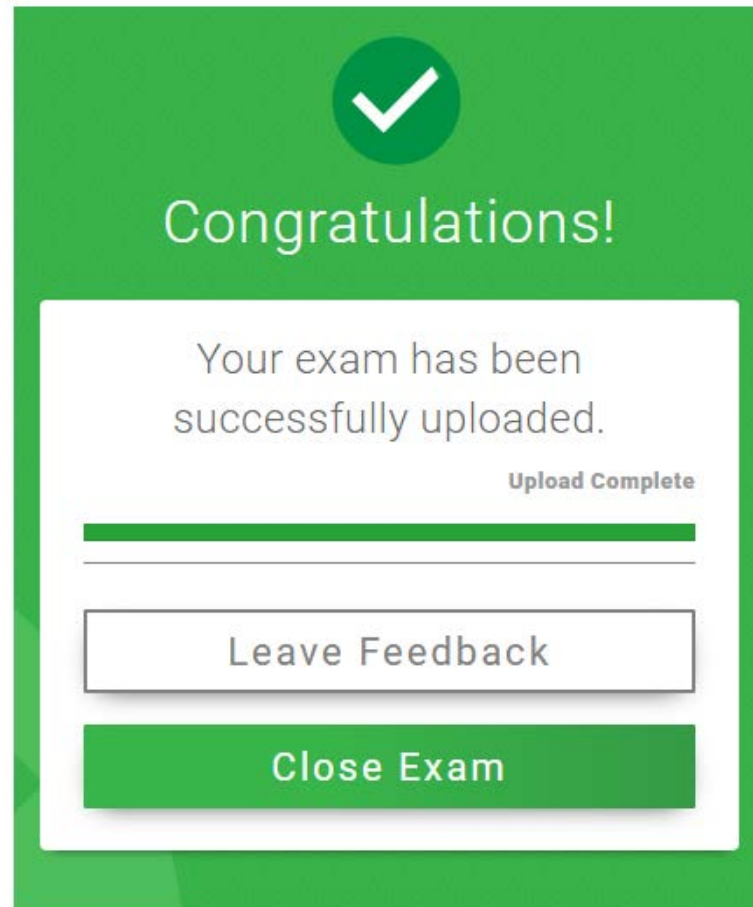 Congratulations!
Your exam has been
successfully uploaded.
Upload Complete
Leave Feedback
Close Exam